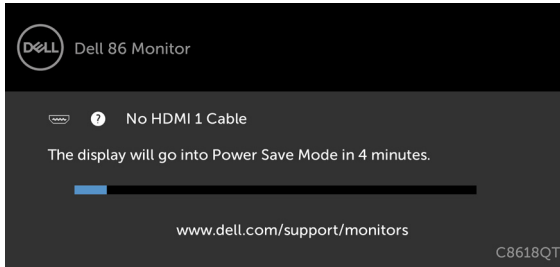 DELL
Dell 86 Monitor
? No HDMI 1 Cable
The display will go into Power Save Mode in 4 minutes.
www.dell.com/support/monitors
C8618QT